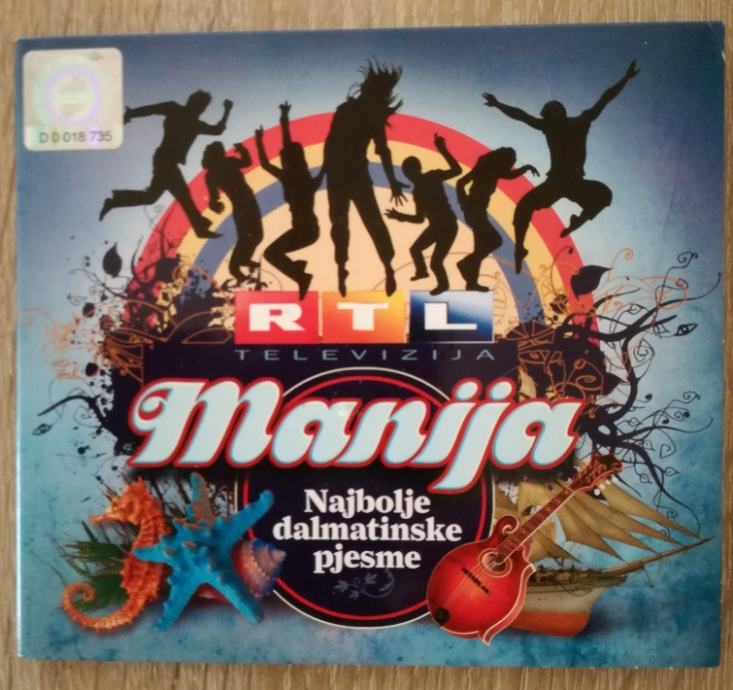 D 0 018 735
RTL
TELEVIZIJA
Manija
Najbolje
dalmatinske
pjesme